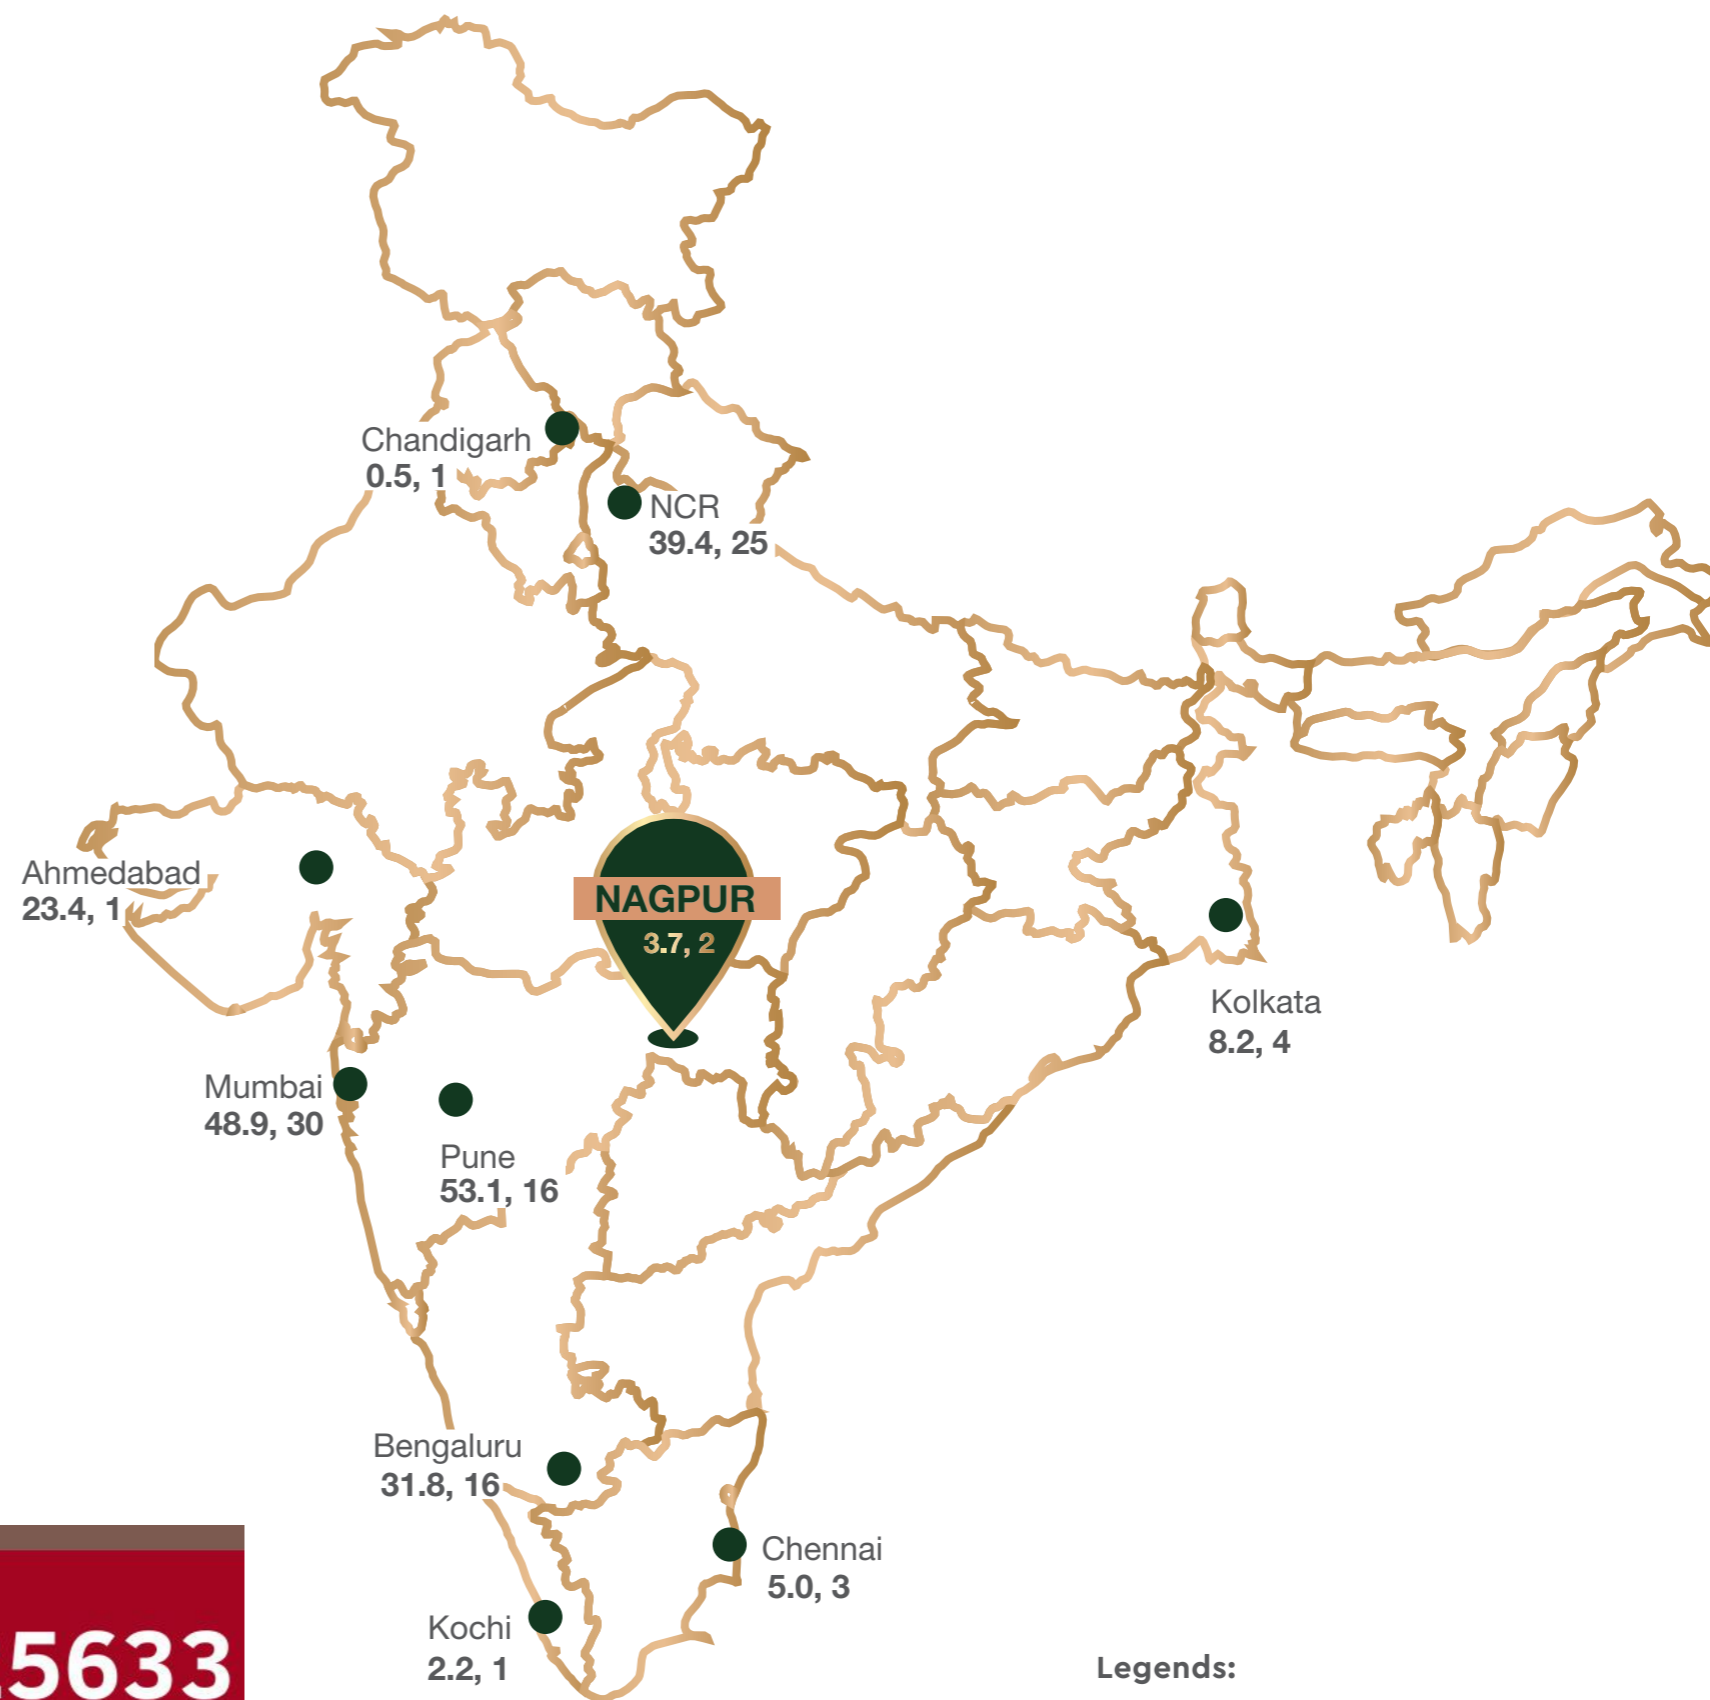 Chandigarh
0.5, 1
NCR
39.4, 25
Ahmedabad
23.4, 1
NAGPUR
3.7, 2
Kolkata
8.2, 4
Mumbai
48.9, 30
Pune
53.1, 16
Bengaluru
31.8, 16
Chennai
5.0, 3
Kochi
2.2, 1
5633
Legends: